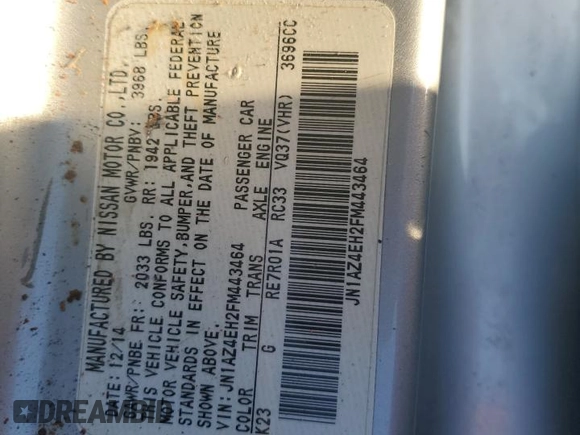 MANUFACTURED BY NISSAN MOTOR CO.,LTD.
DATE: 12/14 GVWR/PNBV: 3968 LBS.
GWR/PNBE FR: 2033 LBS. RR: 1942 LBS.
THIS VEHICLE CONFORMS TO ALL APPLICABLE FEDERAL
MOTOR VEHICLE SAFETY,BUMPER,AND THEFT PREVENTION
STANDARDS IN EFFECT ON THE DATE OF MANUFACTURE
SHOWN ABOVE.
VIN: JN1AZ4EH2FM443464 PASSENGER CAR
COLOR TRIM TRANS AXLE ENGINE
K23 G RE7R01A RC33 VQ37(VHR) 3696CC
JN1AZ4EH2FM443464
DREAMBID